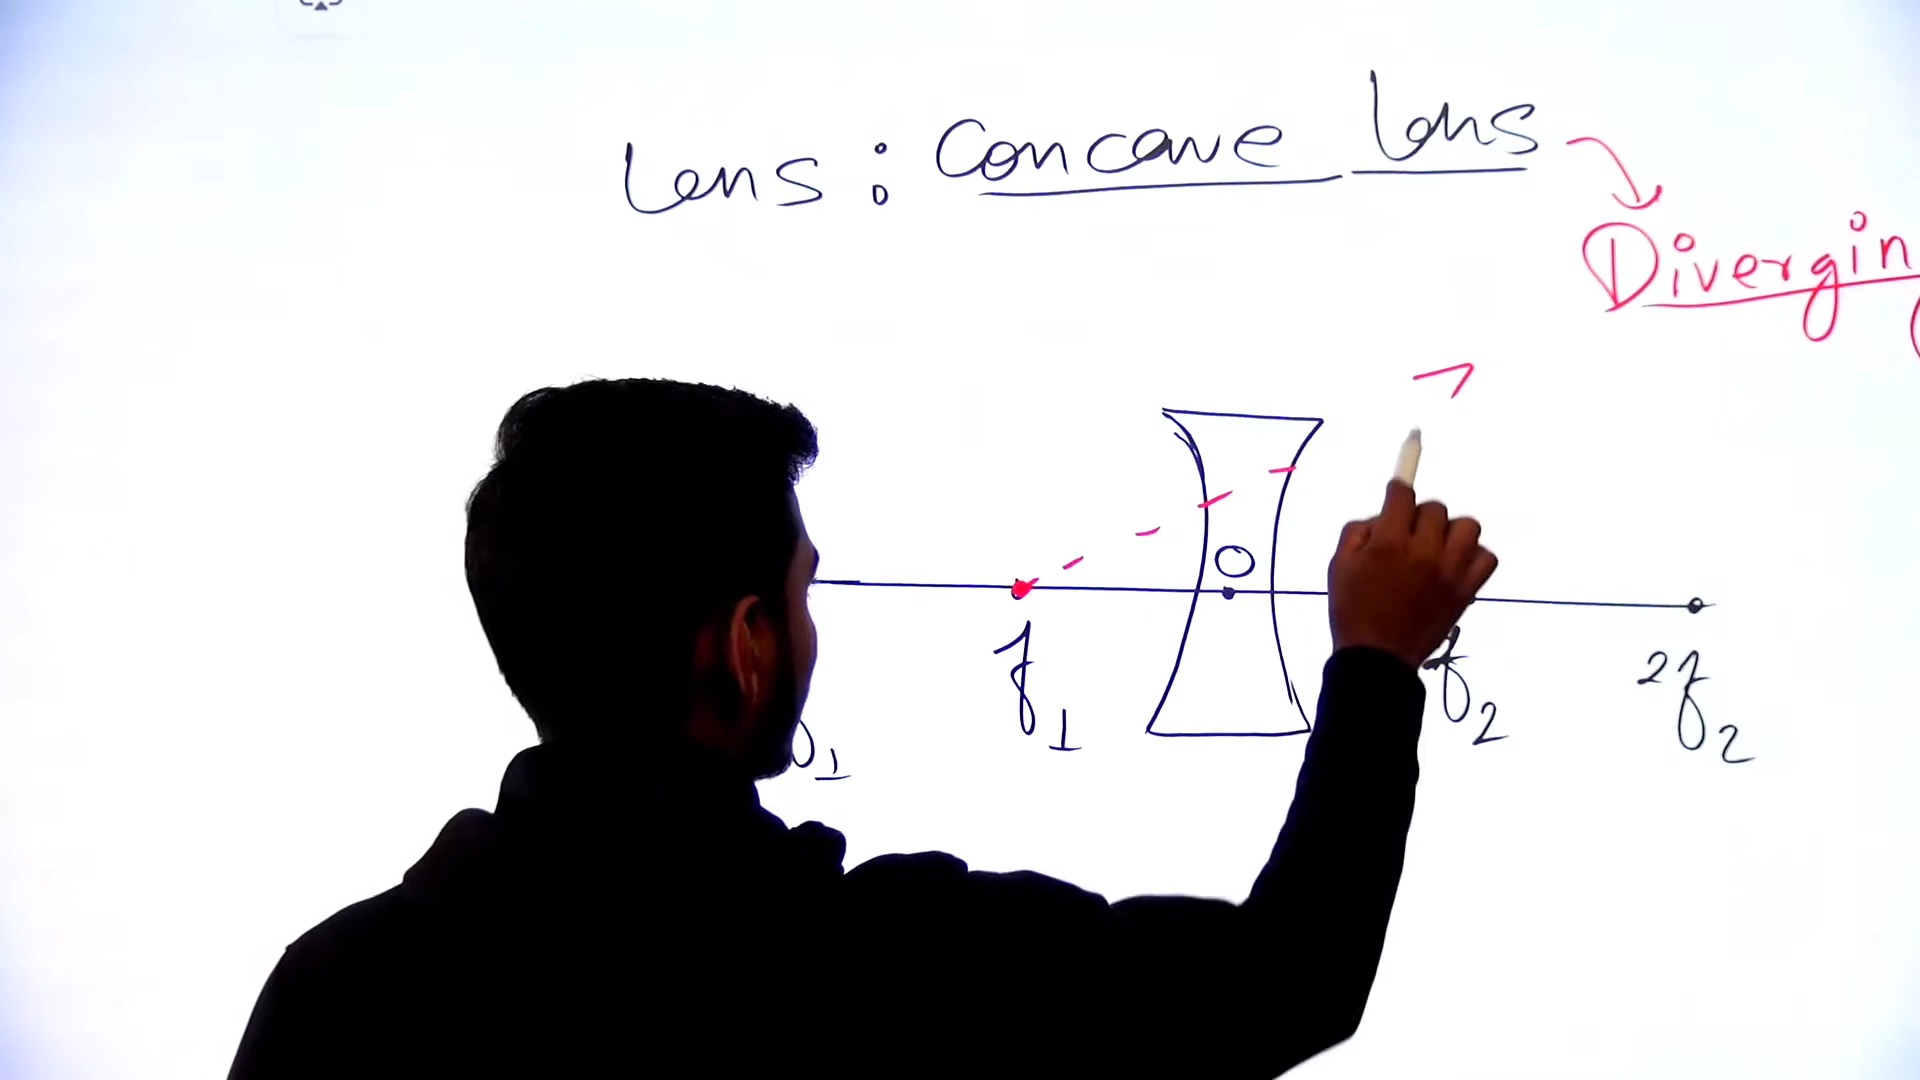 Lens : Concave lens
Divergin
O
f1
f2
2f2